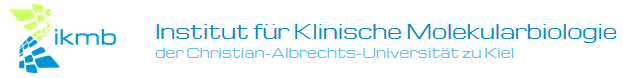 ikmb
Institut für Klinische Molekularbiologie
der Christian-Albrechts-Universität zu Kiel